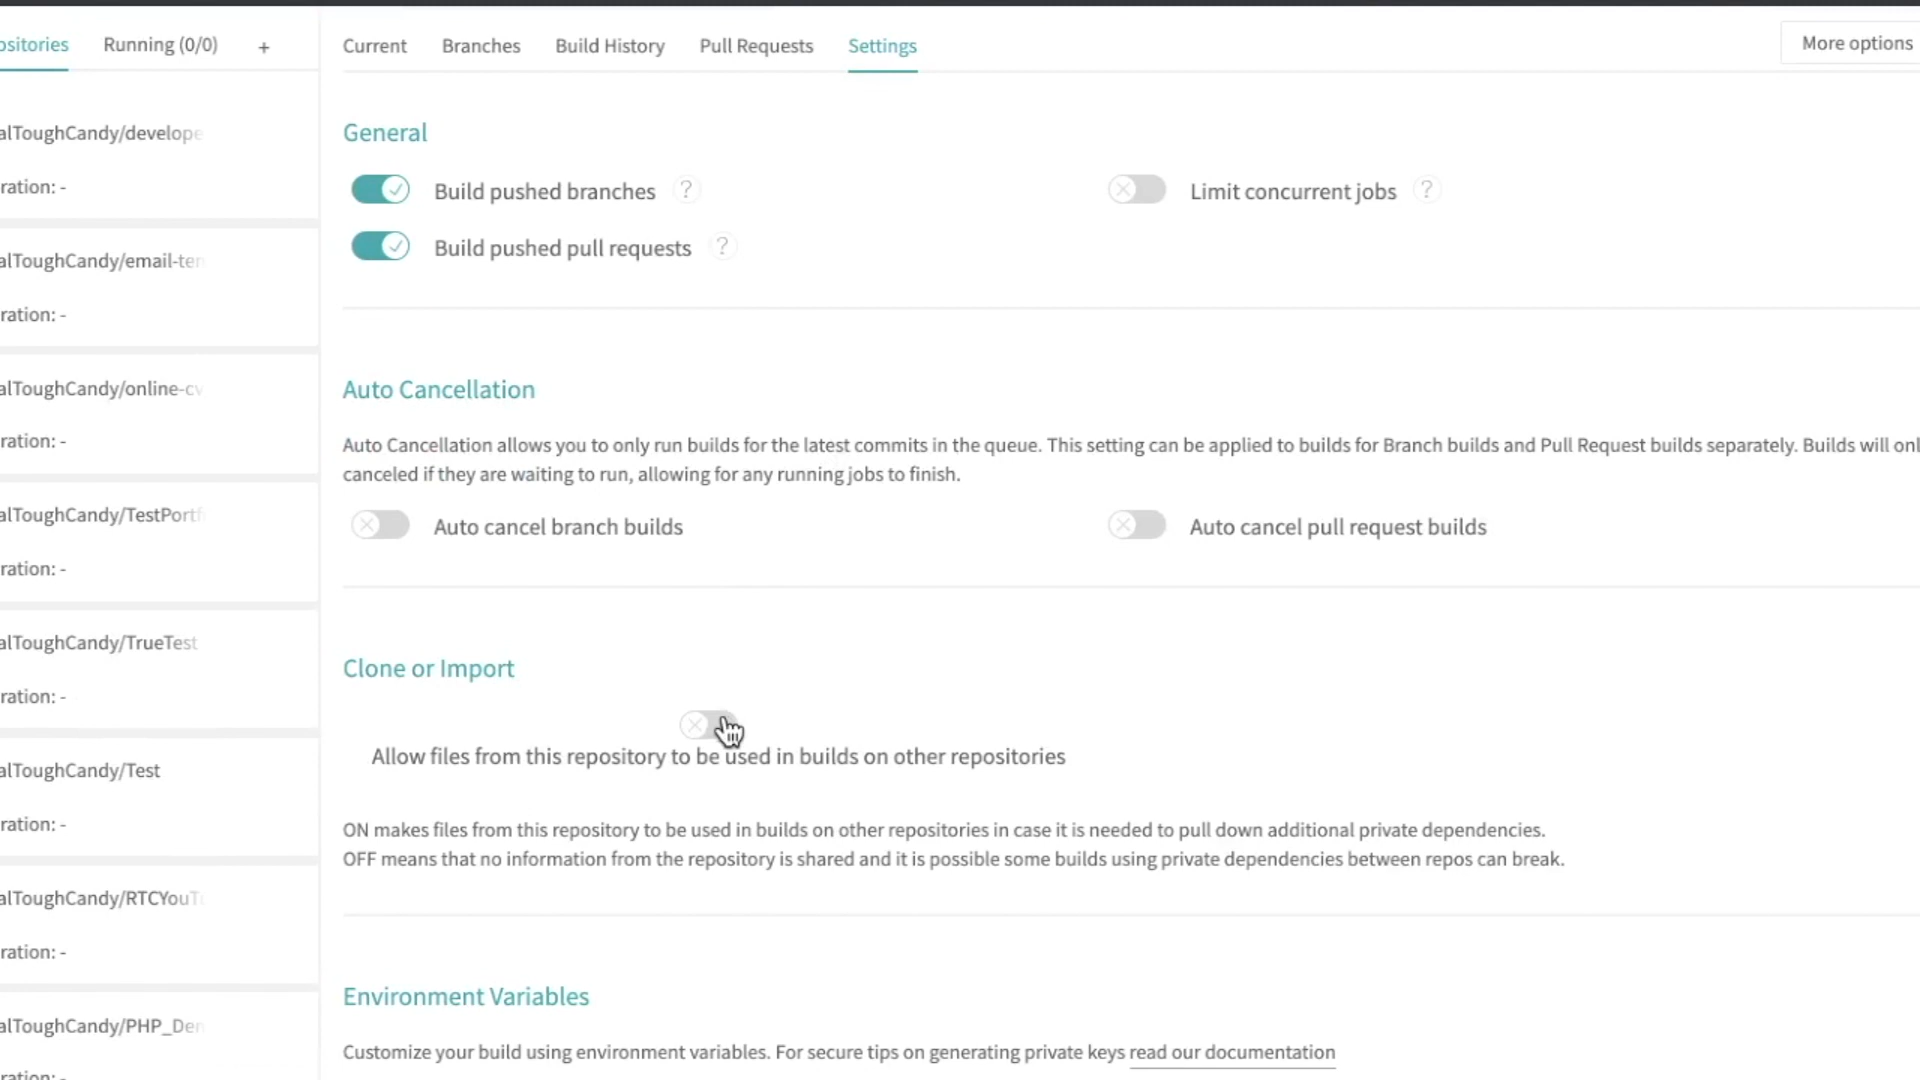 ositories
Running (0/0)
+
Current
Branches
Build History
Pull Requests
Settings
More options
alToughCandy/develope
ration: -
alToughCandy/email-ten
ration: -
alToughCandy/online-cv
ration: -
alToughCandy/TestPortf
ration: -
alToughCandy/TrueTest
ration: -
alToughCandy/Test
ration: -
alToughCandy/RTCYouT
ration: -
alToughCandy/PHP_Den
ration: -
General
Build pushed branches ?
Limit concurrent jobs ?
Build pushed pull requests ?
Auto Cancellation
Auto Cancellation allows you to only run builds for the latest commits in the queue. This setting can be applied to builds for Branch builds and Pull Request builds separately. Builds will onl
canceled if they are waiting to run, allowing for any running jobs to finish.
Auto cancel branch builds
Auto cancel pull request builds
Clone or Import
Allow files from this repository to be used in builds on other repositories
ON makes files from this repository to be used in builds on other repositories in case it is needed to pull down additional private dependencies.
OFF means that no information from the repository is shared and it is possible some builds using private dependencies between repos can break.
Environment Variables
Customize your build using environment variables. For secure tips on generating private keys read our documentation